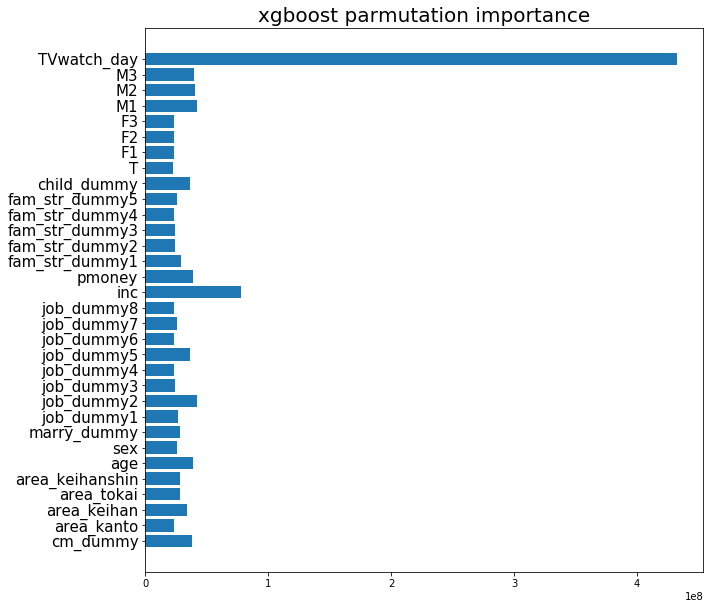 xgboost parmutation importance
TVwatch_day
M3
M2
M1
F3
F2
F1
T
child_dummy
fam_str_dummy5
fam_str_dummy4
fam_str_dummy3
fam_str_dummy2
fam_str_dummy1
pmoney
inc
job_dummy8
job_dummy7
job_dummy6
job_dummy5
job_dummy4
job_dummy3
job_dummy2
job_dummy1
marry_dummy
sex
age
area_keihanshin
area_tokai
area_keihan
area_kanto
cm_dummy
0 1 2 3 4
1e8